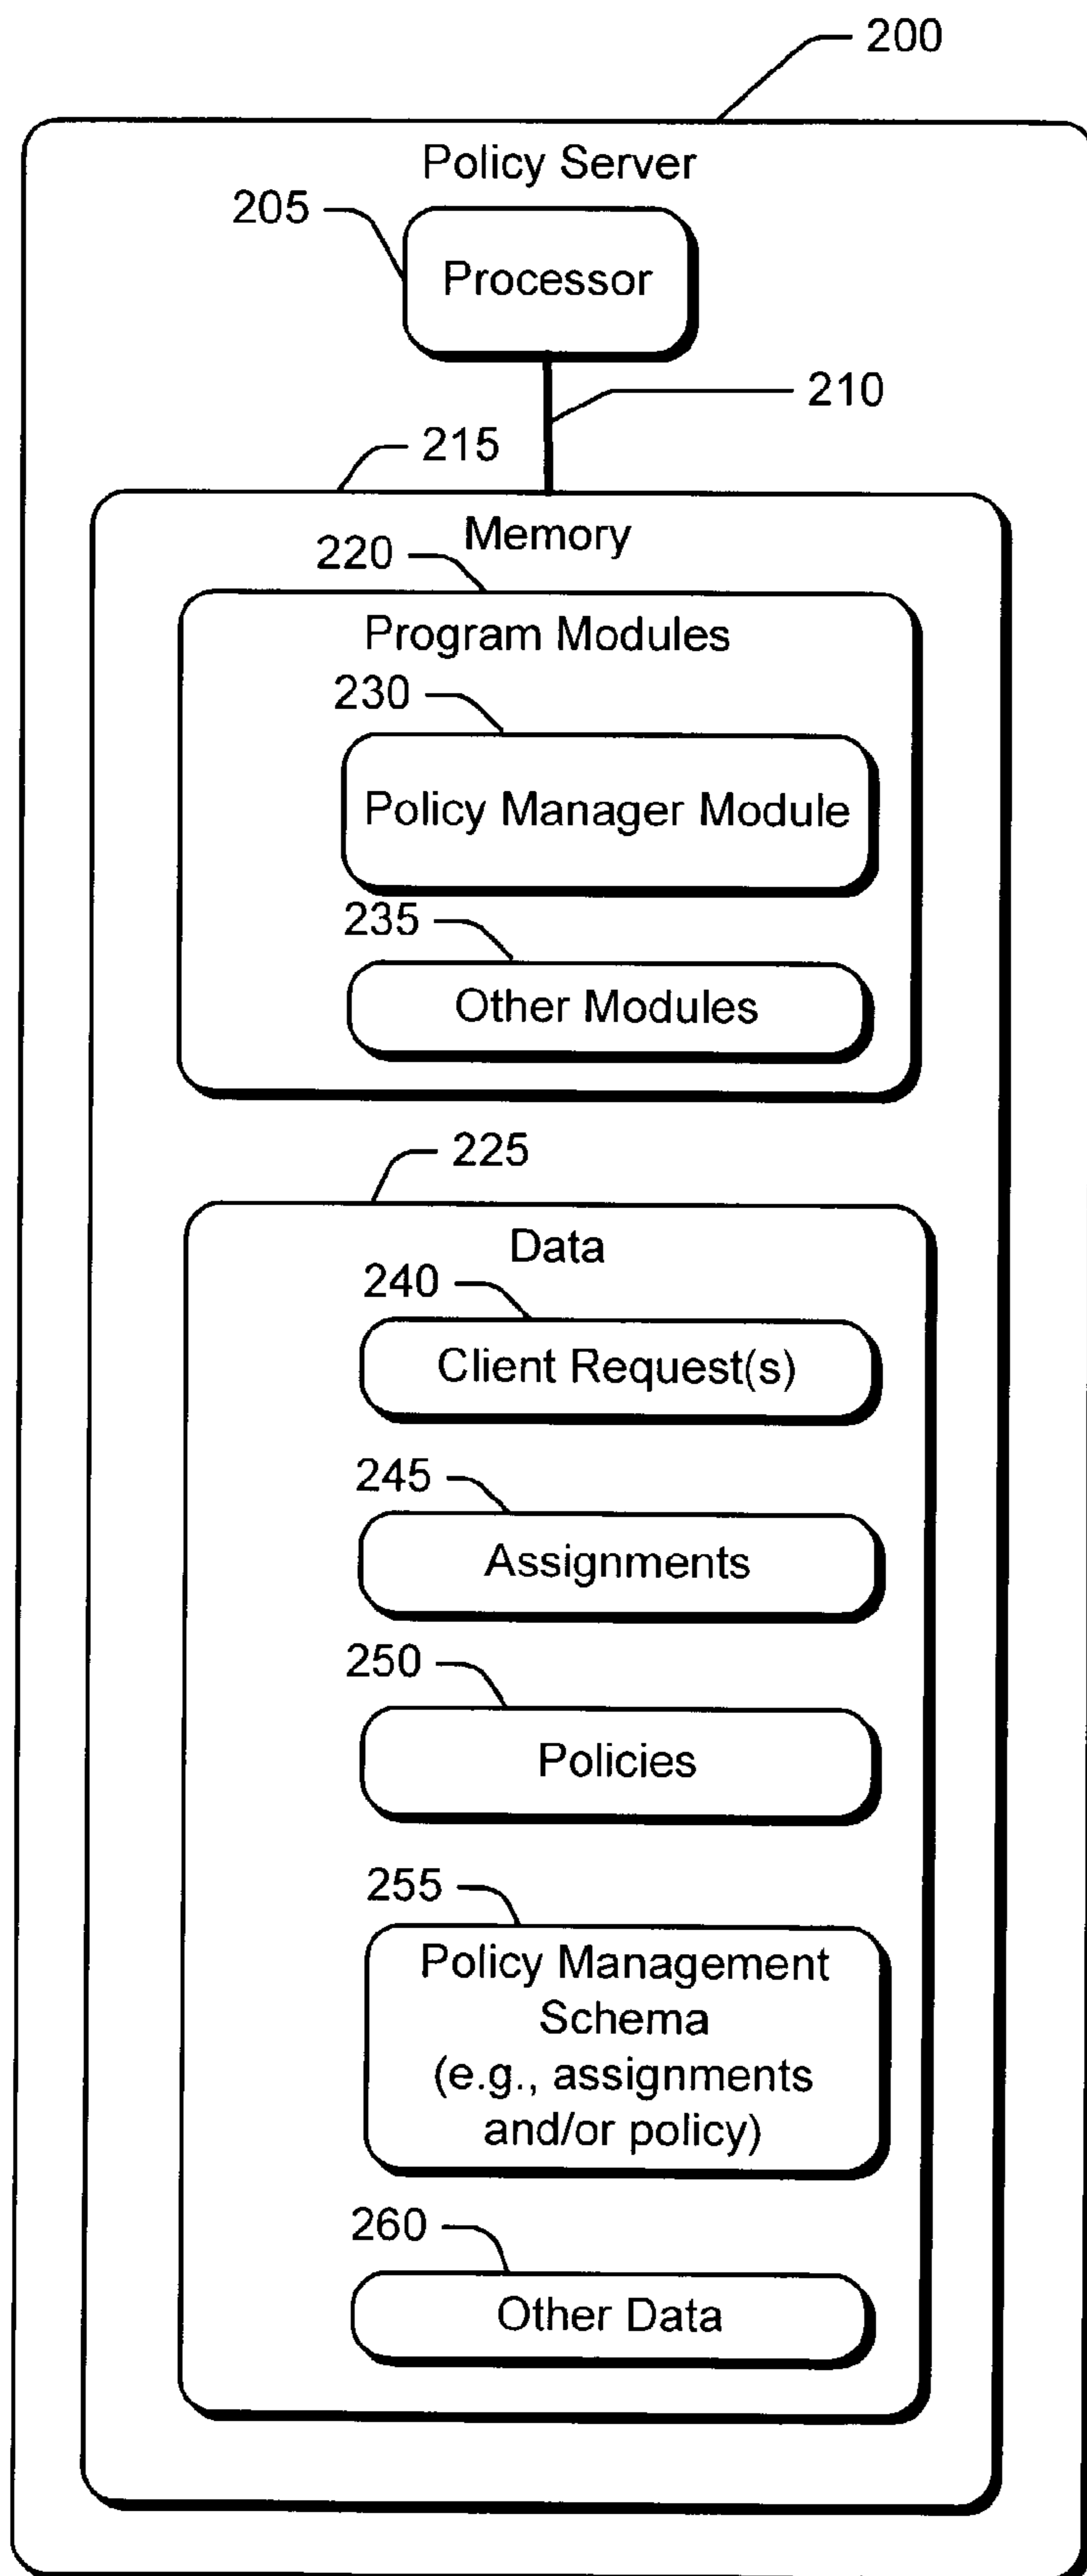 200
Policy Server
205
Processor
210
215
Memory
220
Program Modules
230
Policy Manager Module
235
Other Modules
225
Data
240
Client Request(s)
245
Assignments
250
Policies
255
Policy Management
Schema
(e.g., assignments
and/or policy)
260
Other Data